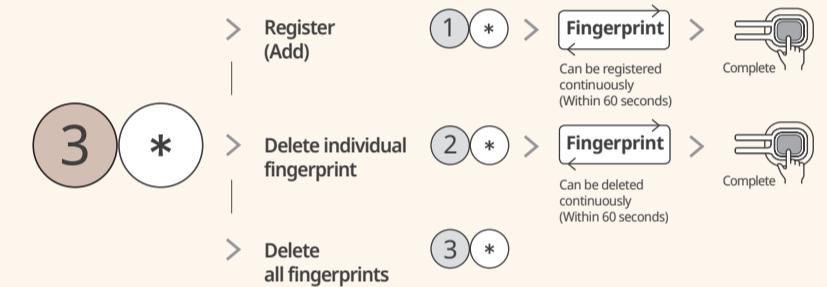 3 *
Register
(Add)
1 *
Fingerprint
Can be registered
continuously
(Within 60 seconds)
Complete
Delete individual
fingerprint
2 *
Fingerprint
Can be deleted
continuously
(Within 60 seconds)
Complete
Delete
all fingerprints
3 *